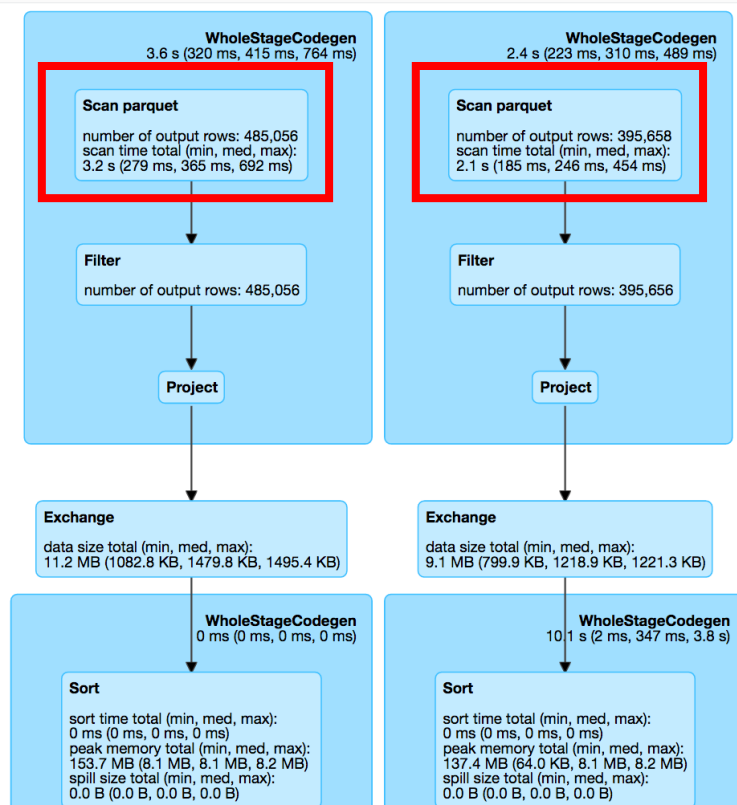 WholeStageCodegen
3.6 s (320 ms, 415 ms, 764 ms)
Scan parquet
number of output rows: 485,056
scan time total (min, med, max):
3.2 s (279 ms, 365 ms, 692 ms)
Filter
number of output rows: 485,056
Project
Exchange
data size total (min, med, max):
11.2 MB (1082.8 KB, 1479.8 KB, 1495.4 KB)
WholeStageCodegen
0 ms (0 ms, 0 ms, 0 ms)
Sort
sort time total (min, med, max):
0 ms (0 ms, 0 ms, 0 ms)
peak memory total (min, med, max):
153.7 MB (8.1 MB, 8.1 MB, 8.2 MB)
spill size total (min, med, max):
0.0 B (0.0 B, 0.0 B, 0.0 B)
WholeStageCodegen
2.4 s (223 ms, 310 ms, 489 ms)
Scan parquet
number of output rows: 395,658
scan time total (min, med, max):
2.1 s (185 ms, 246 ms, 454 ms)
Filter
number of output rows: 395,656
Project
Exchange
data size total (min, med, max):
9.1 MB (799.9 KB, 1218.9 KB, 1221.3 KB)
WholeStageCodegen
10.1 s (2 ms, 347 ms, 3.8 s)
Sort
sort time total (min, med, max):
0 ms (0 ms, 0 ms, 0 ms)
peak memory total (min, med, max):
137.4 MB (64.0 KB, 8.1 MB, 8.2 MB)
spill size total (min, med, max):
0.0 B (0.0 B, 0.0 B, 0.0 B)